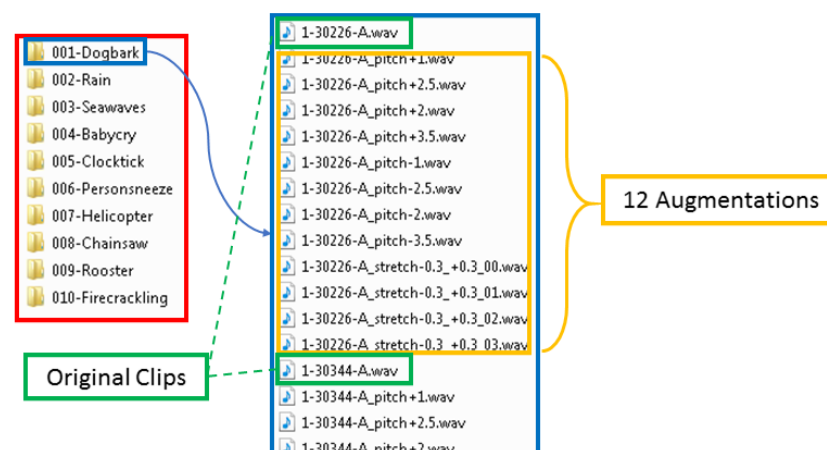 001-Dogbark
002-Rain
003-Seawaves
004-Babycry
005-Clocktick
006-Personsneeze
007-Helicopter
008-Chainsaw
009-Rooster
010-Firecrackling
Original Clips
1-30226-A.wav
1-30226-A_pitch+1.wav
1-30226-A_pitch+2.5.wav
1-30226-A_pitch+2.wav
1-30226-A_pitch+3.5.wav
1-30226-A_pitch-1.wav
1-30226-A_pitch-2.5.wav
1-30226-A_pitch-2.wav
1-30226-A_pitch-3.5.wav
1-30226-A_stretch-0.3_+0.3_00.wav
1-30226-A_stretch-0.3_+0.3_01.wav
1-30226-A_stretch-0.3_+0.3_02.wav
1-30226-A_stretch-0.3_+0.3_03.wav
1-30344-A.wav
1-30344-A_pitch+1.wav
1-30344-A_pitch+2.5.wav
1-30344-A_pitch+2.wav
12 Augmentations